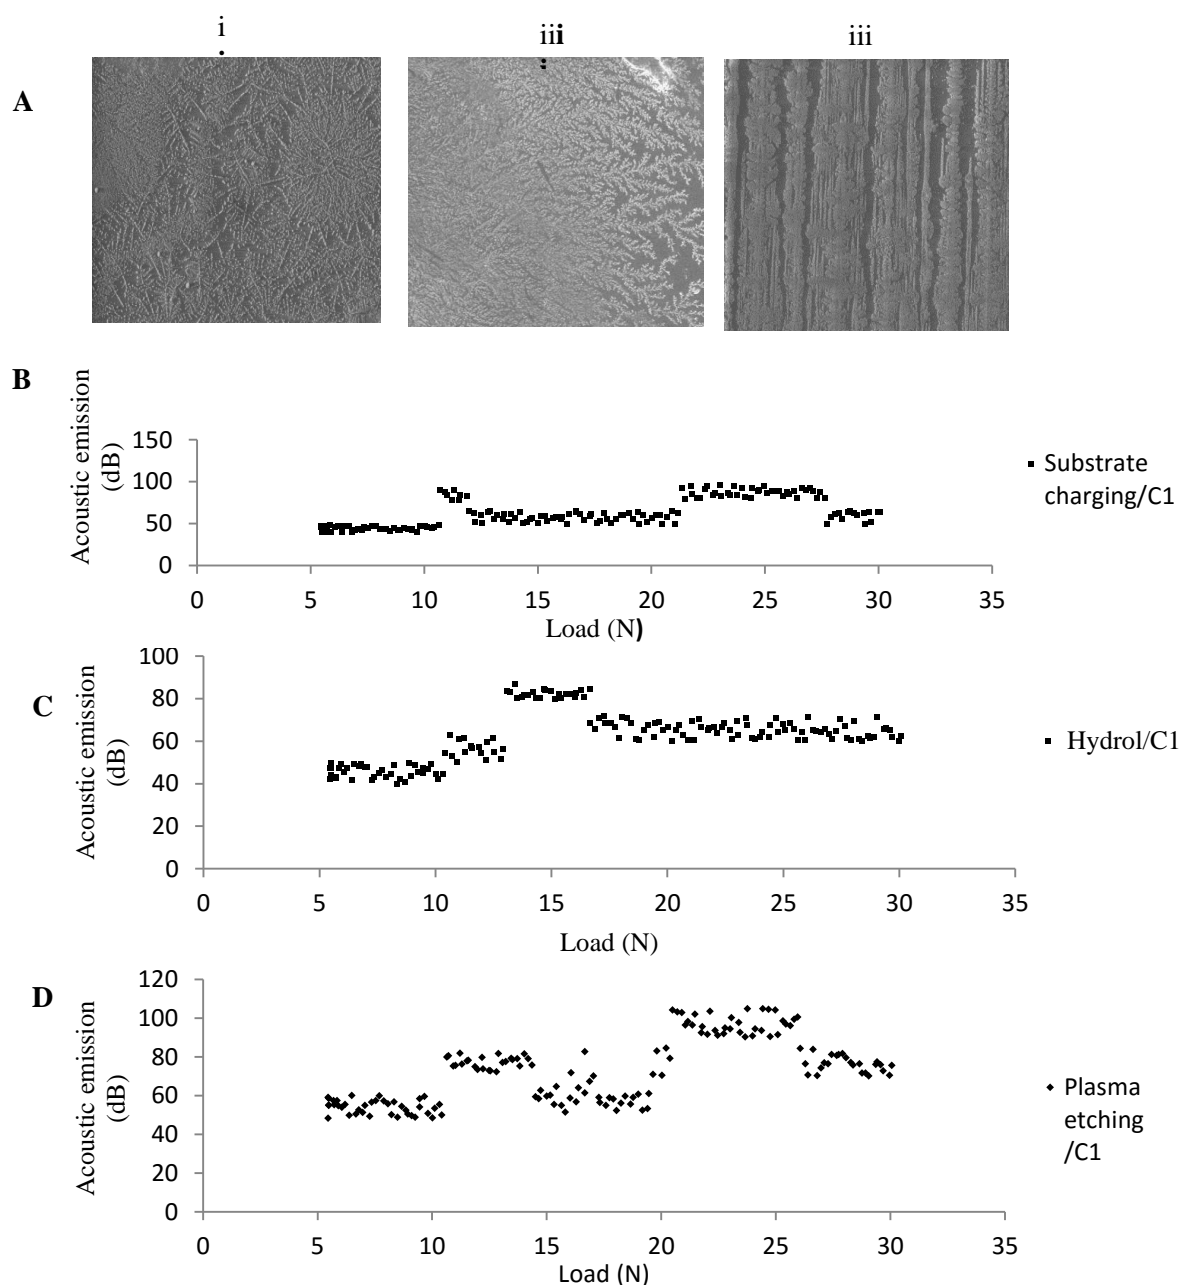 i
iii
iii
A
B
Acoustic emission
(dB)
150
100
50
0
0 5 10 15 20 25 30 35
Load (N)
Substrate
charging/C1
C
Acoustic emission
(dB)
100
80
60
40
20
0
0 5 10 15 20 25 30 35
Load (N)
Hydrol/C1
D
Acoustic emission
(dB)
120
100
80
60
40
20
0
0 5 10 15 20 25 30 35
Load (N)
Plasma
etching
/C1